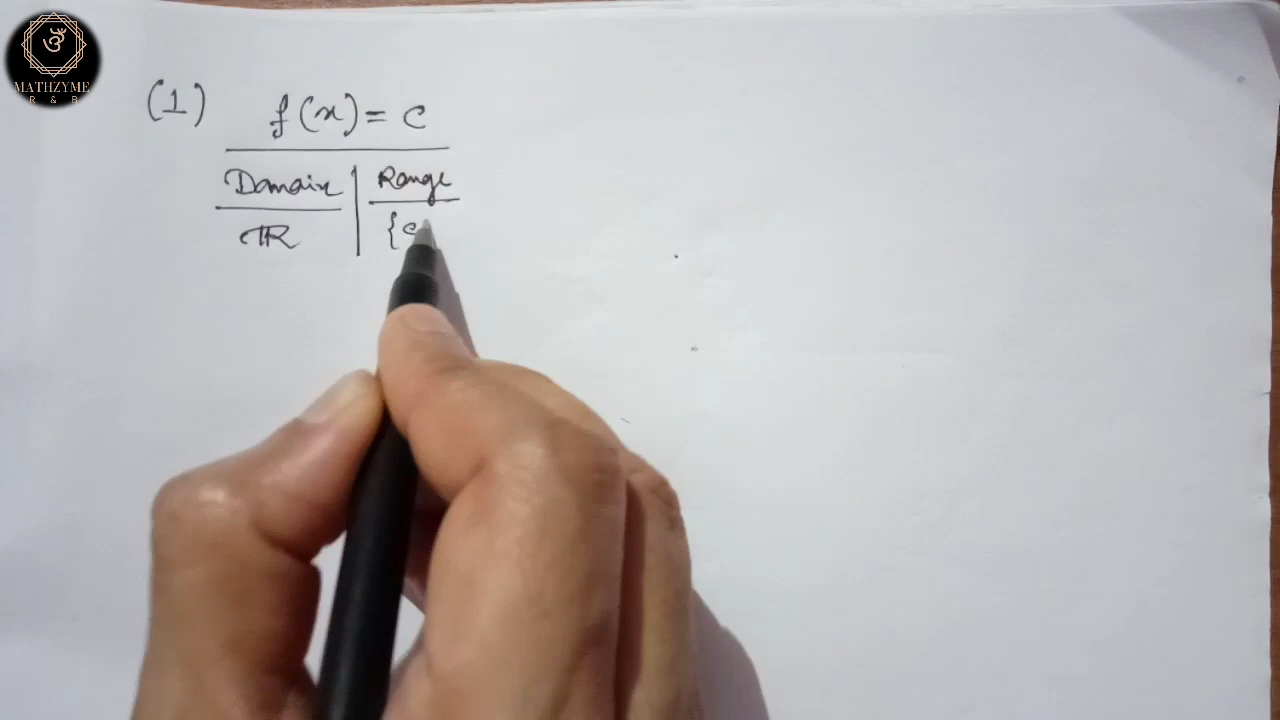 ॐ
MATHZYME
R & B
(1) f(x) = c
Domain | Range
ℝ | {c